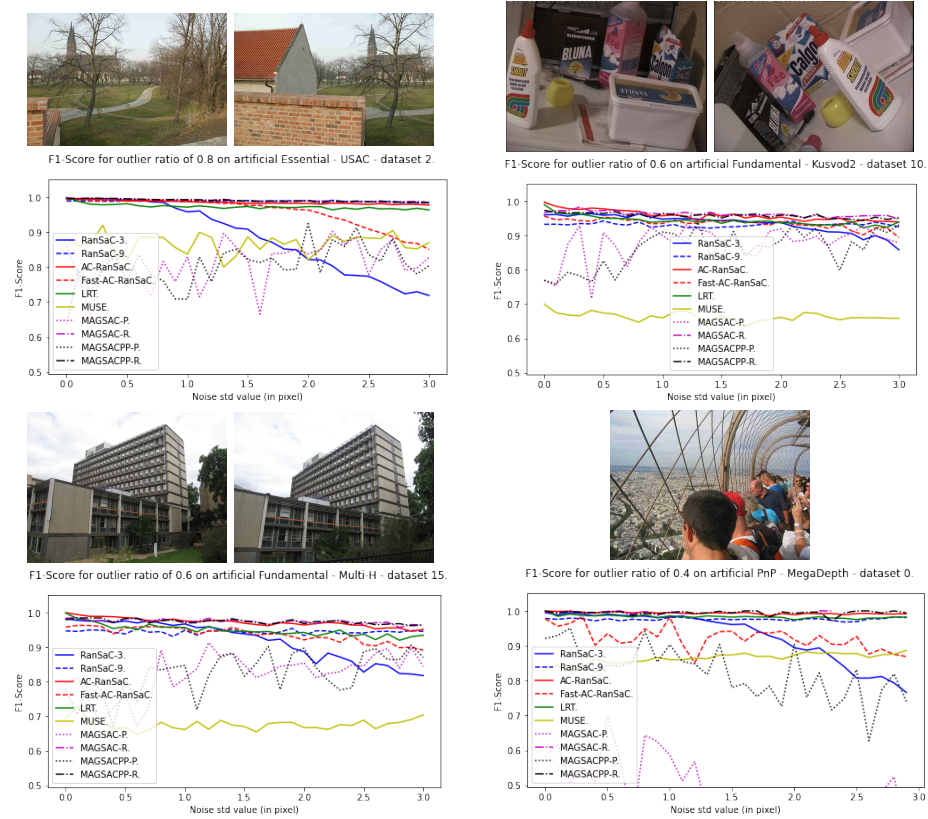 BLUNA
Calgon
VANILLE
Calgon
F1-Score for outlier ratio of 0.8 on artificial Essential - USAC - dataset 2.
F1-Score for outlier ratio of 0.6 on artificial Fundamental - Kusvod2 - dataset 10.
1.0
0.9
0.8
0.7
0.6
0.5
F1-Score
RanSaC-3.
RanSaC-9.
AC-RanSaC.
Fast-AC-RanSaC.
LRT.
MUSE.
MAGSAC-P.
MAGSAC-R.
MAGSACPP-P.
MAGSACPP-R.
0.0 0.5 1.0 1.5 2.0 2.5 3.0
Noise std value (in pixel)
1.0
0.9
0.8
0.7
0.6
0.5
F1-Score
RanSaC-3.
RanSaC-9.
AC-RanSaC.
Fast-AC-RanSaC.
LRT.
MUSE.
MAGSAC-P.
MAGSAC-R.
MAGSACPP-P.
MAGSACPP-R.
0.0 0.5 1.0 1.5 2.0 2.5 3.0
Noise std value (in pixel)
F1-Score for outlier ratio of 0.6 on artificial Fundamental - Multi-H - dataset 15.
F1-Score for outlier ratio of 0.4 on artificial PnP - MegaDepth - dataset 0.
1.0
0.9
0.8
0.7
0.6
0.5
F1-Score
RanSaC-3.
RanSaC-9.
AC-RanSaC.
Fast-AC-RanSaC.
LRT.
MUSE.
MAGSAC-P.
MAGSAC-R.
MAGSACPP-P.
MAGSACPP-R.
0.0 0.5 1.0 1.5 2.0 2.5 3.0
Noise std value (in pixel)
1.0
0.9
0.8
0.7
0.6
0.5
F1-Score
RanSaC-3.
RanSaC-9.
AC-RanSaC.
Fast-AC-RanSaC.
LRT.
MUSE.
MAGSAC-P.
MAGSAC-R.
MAGSACPP-P.
MAGSACPP-R.
0.0 0.5 1.0 1.5 2.0 2.5 3.0
Noise std value (in pixel)